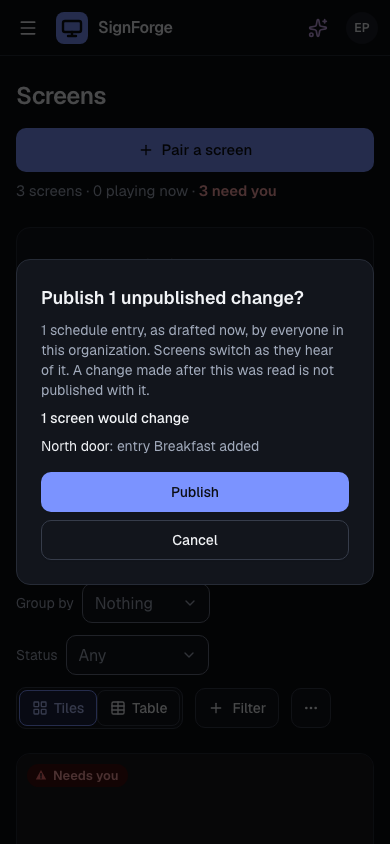 SignForge
EP
Screens
+ Pair a screen
3 screens · 0 playing now · 3 need you
Publish 1 unpublished change?
1 schedule entry, as drafted now, by everyone in
this organization. Screens switch as they hear
of it. A change made after this was read is not
published with it.
1 screen would change
North door: entry Breakfast added
Publish
Cancel
Group by Nothing
Status Any
Tiles Table + Filter ···
Needs you